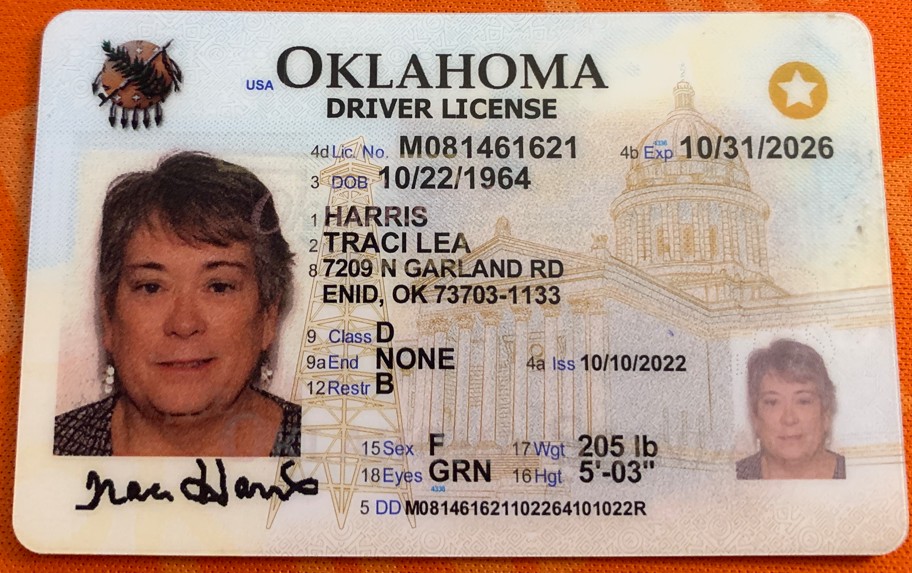 USA OKLAHOMA
DRIVER LICENSE
4d Lic. No. M081461621 4b Exp 10/31/2026
3 DOB 10/22/1964
1 HARRIS
2 TRACI LEA
8 7209 N GARLAND RD
ENID, OK 73703-1133
9 Class D
9a End NONE 4a Iss 10/10/2022
12 Restr B
15 Sex F 17 Wgt 205 lb
18 Eyes GRN 16 Hgt 5'-03"
5 DD M081461621102264101022R
Traci Harris